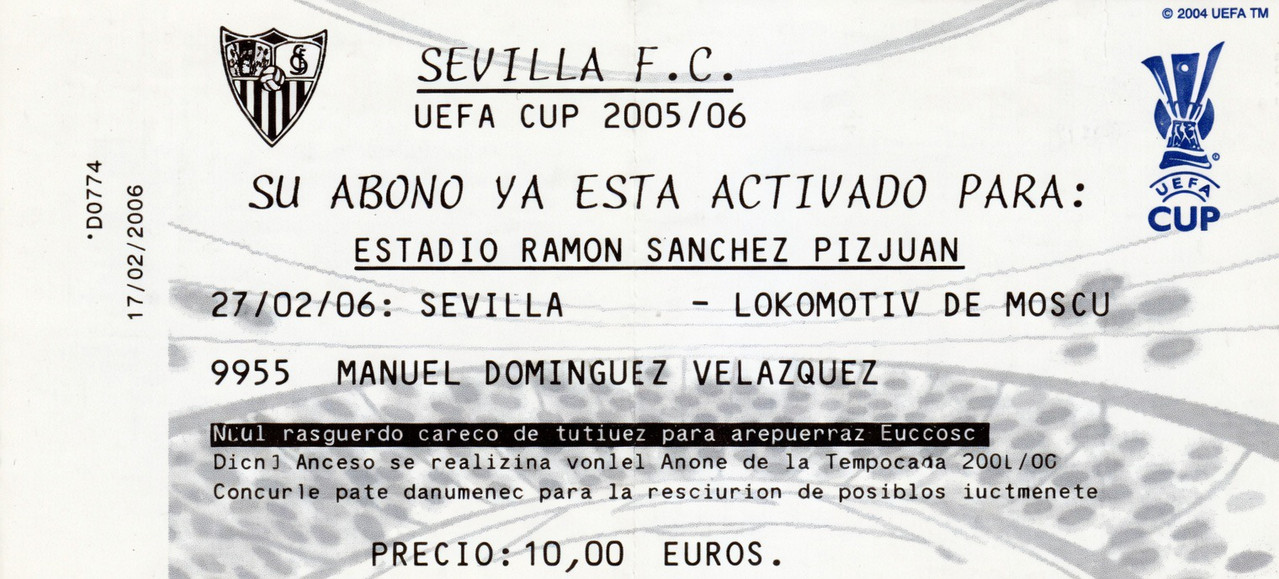 © 2004 UEFA TM
SEVILLA F.C.
UEFA CUP 2005/06
UEFA
CUP
SU ABONO YA ESTA ACTIVADO PARA:
ESTADIO RAMON SANCHEZ PIZJUAN
27/02/06: SEVILLA - LOKOMOTIV DE MOSCU
9955 MANUEL DOMINGUEZ VELAZQUEZ
rasguerdo careco de tutiuez para arepuerraz Euccosc
Anceso se realizina vonlel Anone de la Tempocada
Concurle pate danumenec para la resciurion de posiblos iuctmenete
PRECIO: 10,00 EUROS.
D0774
17/02/2006